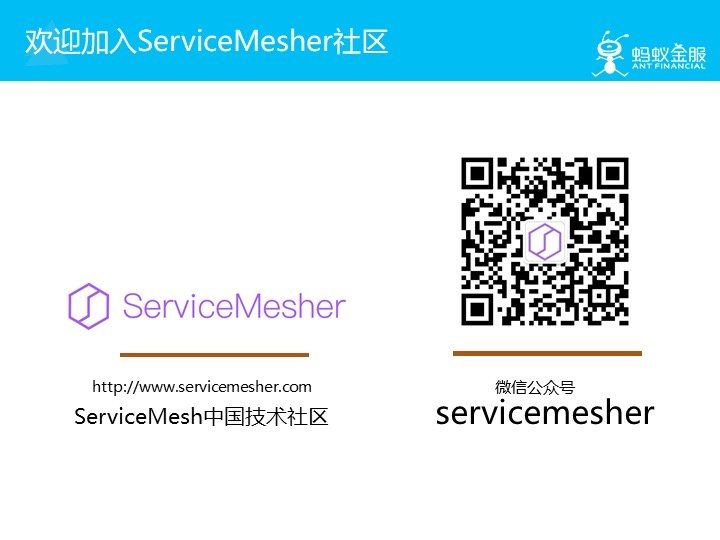 欢迎加入ServiceMesher社区
蚂蚁金服
ANT FINANCIAL
ServiceMesher
http://www.servicemesher.com
ServiceMesh中国技术社区
微信公众号
servicemesher